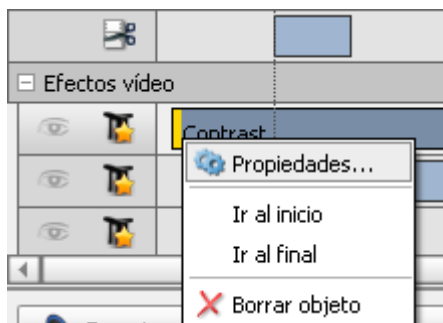 Efectos vídeo
Contrast
Propiedades...
Ir al inicio
Ir al final
Borrar objeto